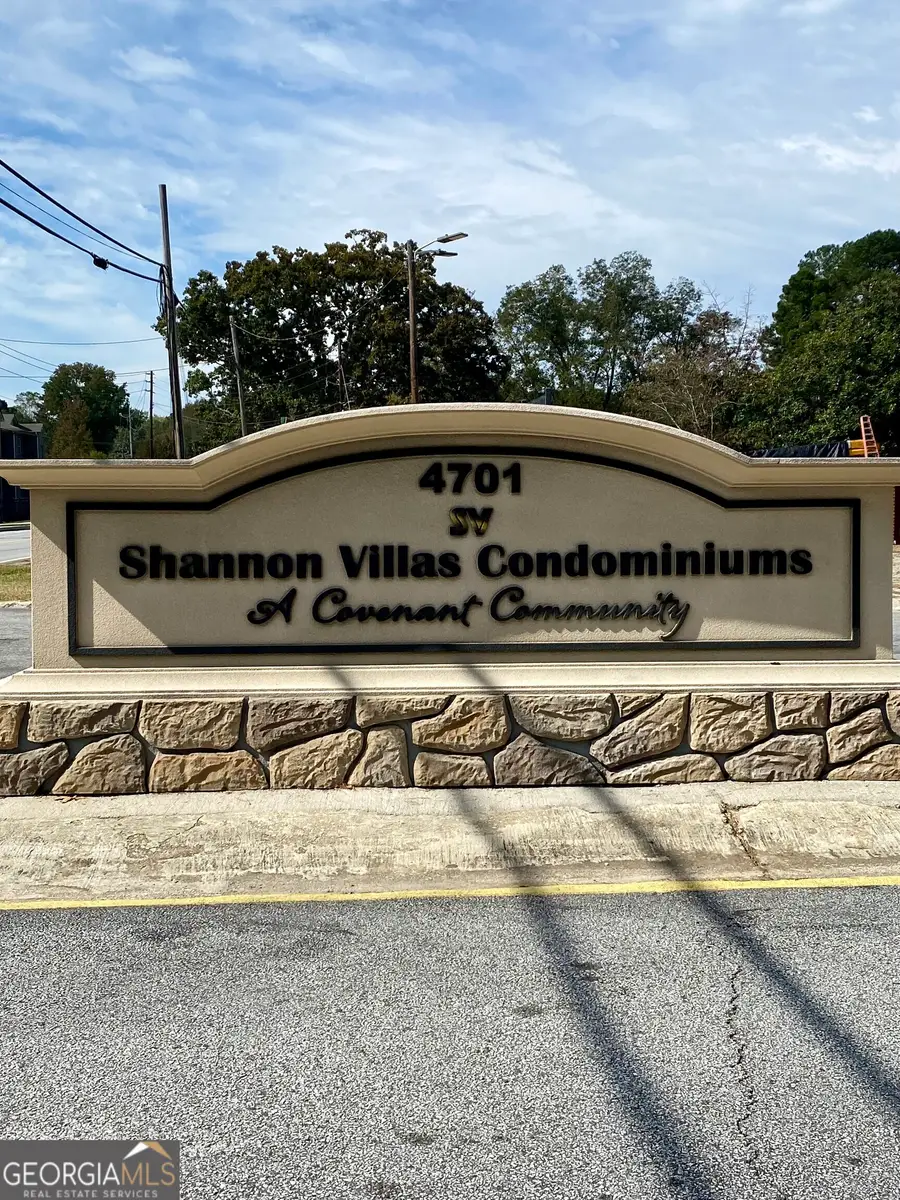 4701
SV
Shannon Villas Condominiums
A Covenant Community
GEORGIAMLS
REAL ESTATE SERVICES